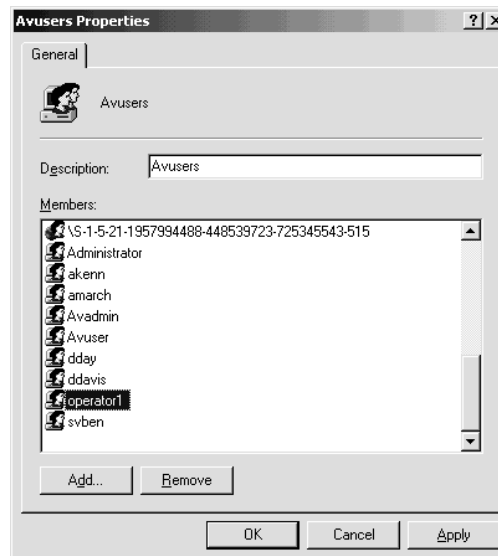 Avusers Properties
General
Avusers
Description: Avusers
Members:
\S-1-5-21-1957994488-448539723-725345543-515
Administrator
akenn
amarch
Avadmin
Avuser
dday
ddavis
operator1
svben
Add... Remove
OK Cancel Apply